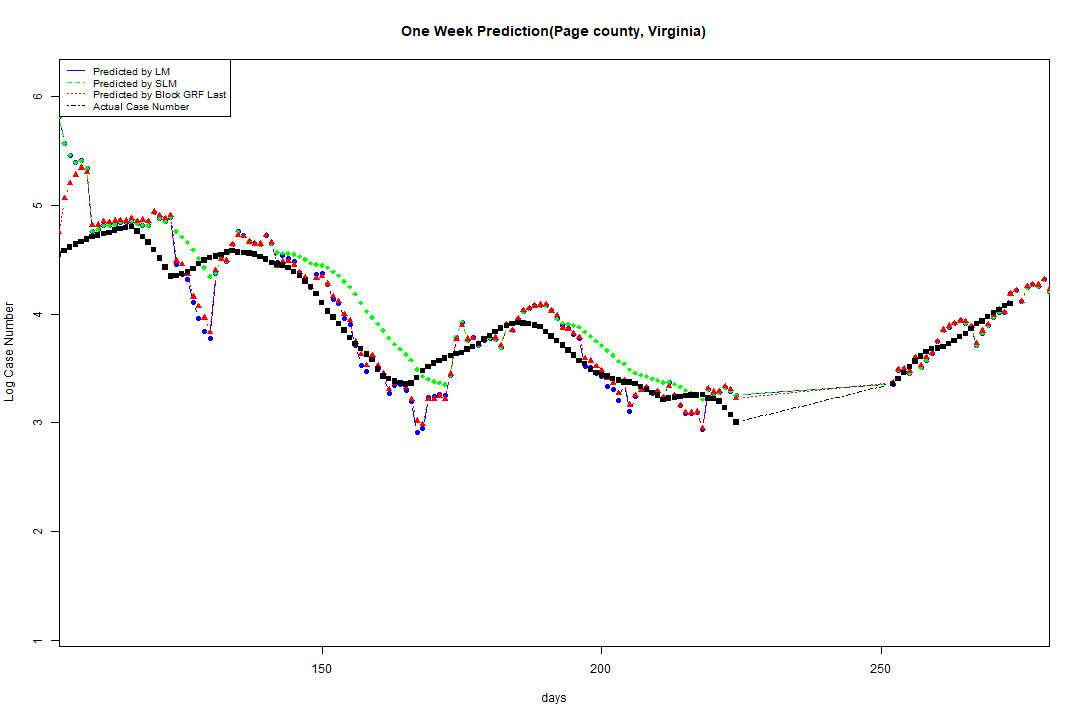 One Week Prediction(Page county, Virginia)
Predicted by LM
Predicted by SLM
Predicted by Block GRF Last
Actual Case Number
6
5
4
3
2
1
Log Case Number
150
200
250
days